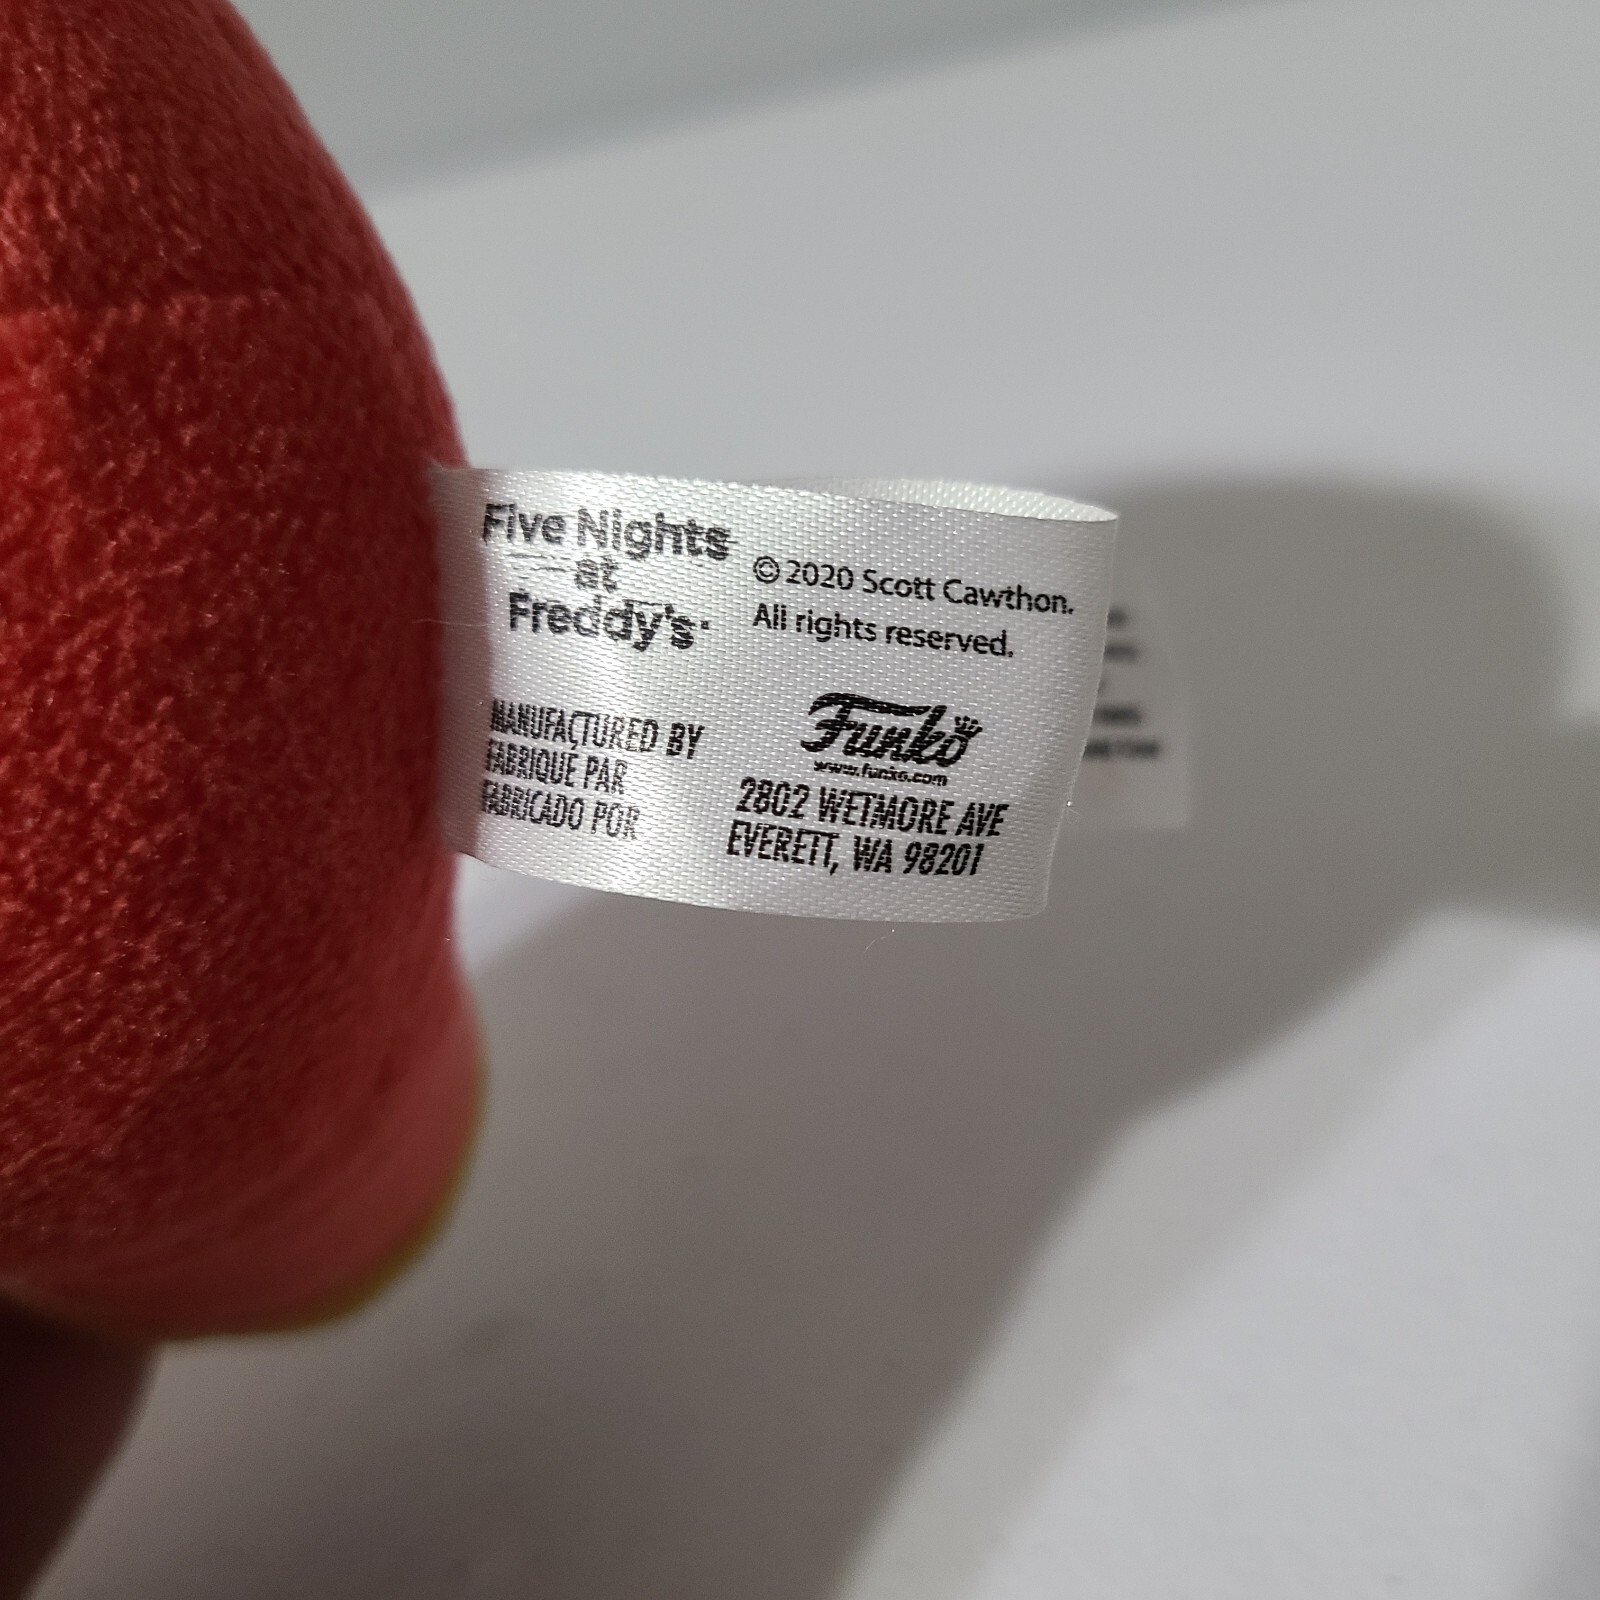 Five Nights
at
Freddy's
© 2020 Scott Cawthon.
All rights reserved.
MANUFACTURED BY
FABRIQUÉ PAR
FABRICADO POR
Funko
www.funko.com
2802 WETMORE AVE
EVERETT, WA 98201